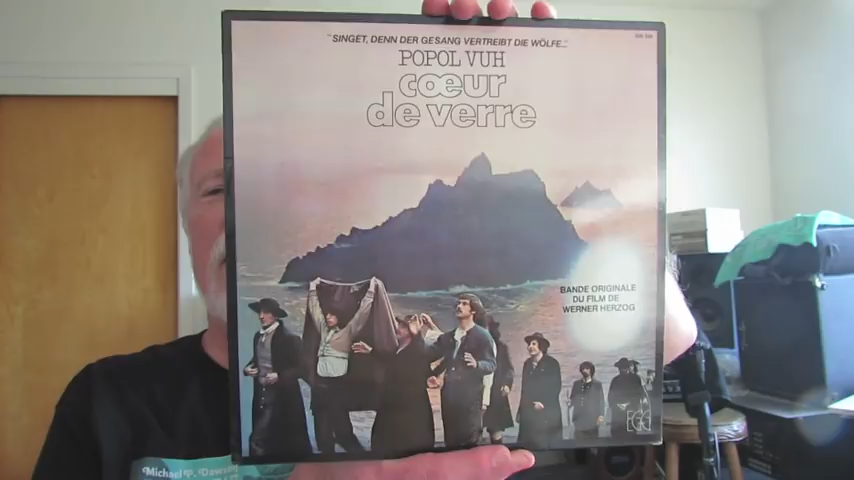 "SINGET, DENN DER GESANG VERTREIBT DIE WÖLFE..."
POPOL VUH
cœur
de verre
BANDE ORIGINALE
DU FILM DE
WERNER HERZOG
EGG